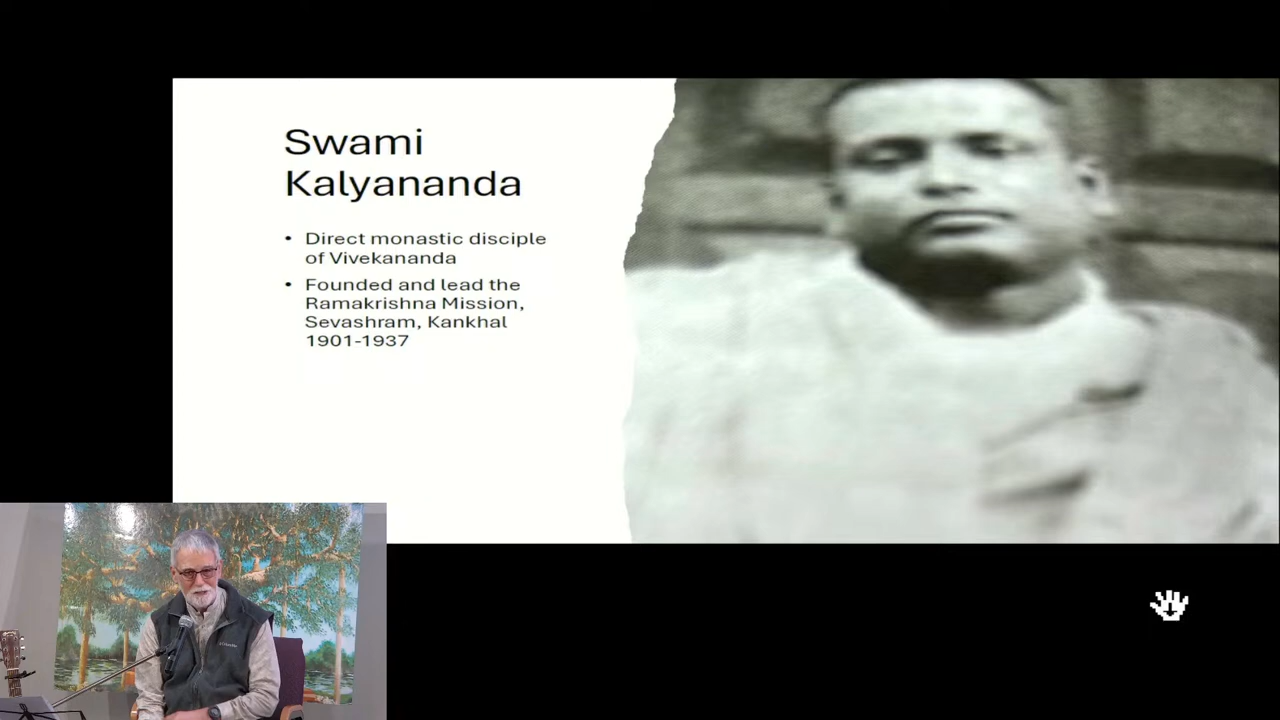 Swami
Kalyananda
• Direct monastic disciple
of Vivekananda
• Founded and lead the
Ramakrishna Mission,
Sevashram, Kankhal
1901-1937